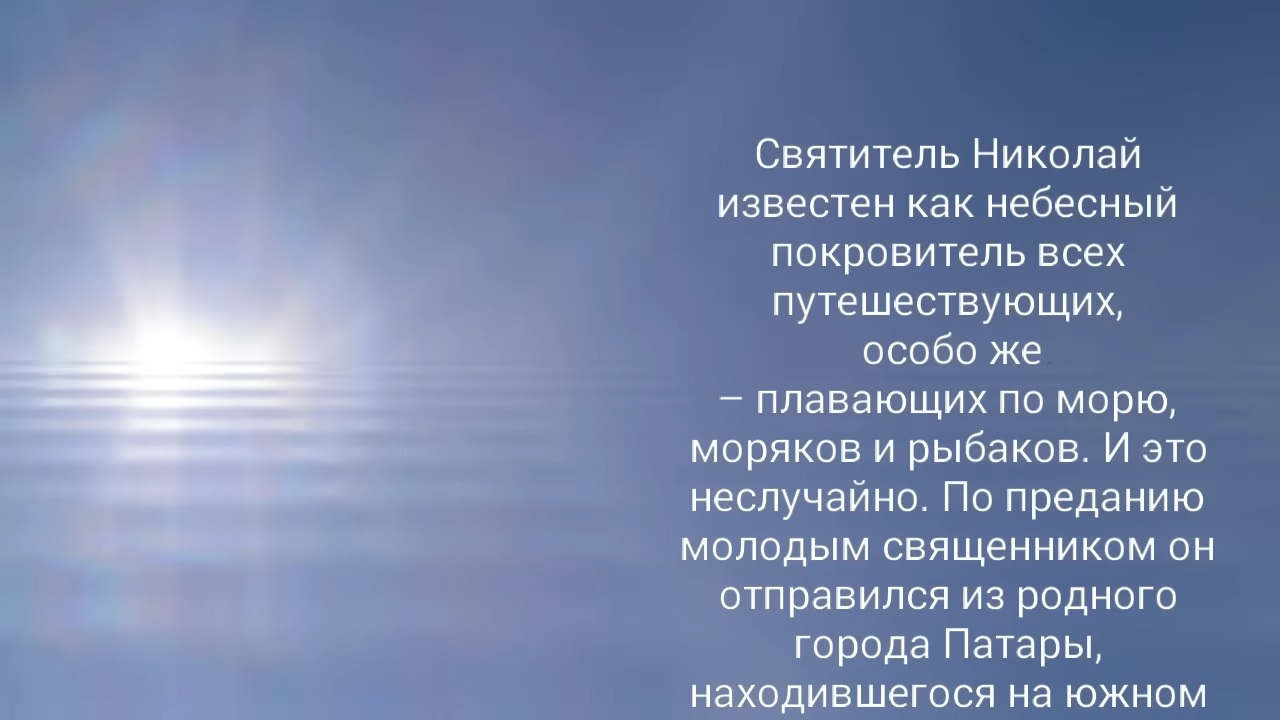 Святитель Николай
известен как небесный
покровитель всех
путешествующих,
особо же
– плавающих по морю,
моряков и рыбаков. И это
неслучайно. По преданию
молодым священником он
отправился из родного
города Патары,
находившегося на южном